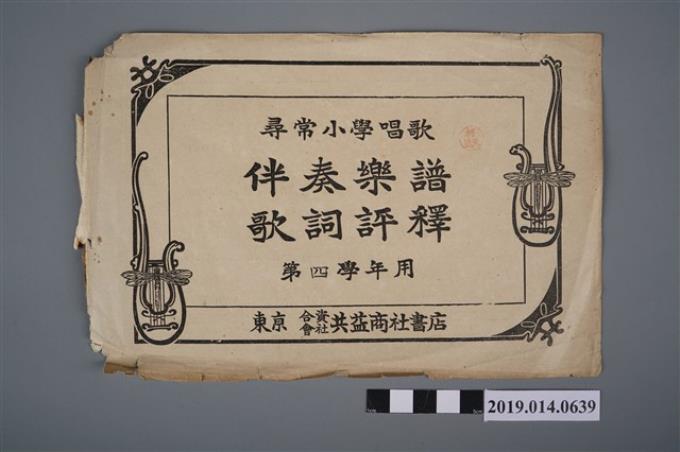 尋常小學唱歌
伴奏樂譜
歌詞評釋
第四學年用
東京 合資會社 共益商社書店
2019.014.0639